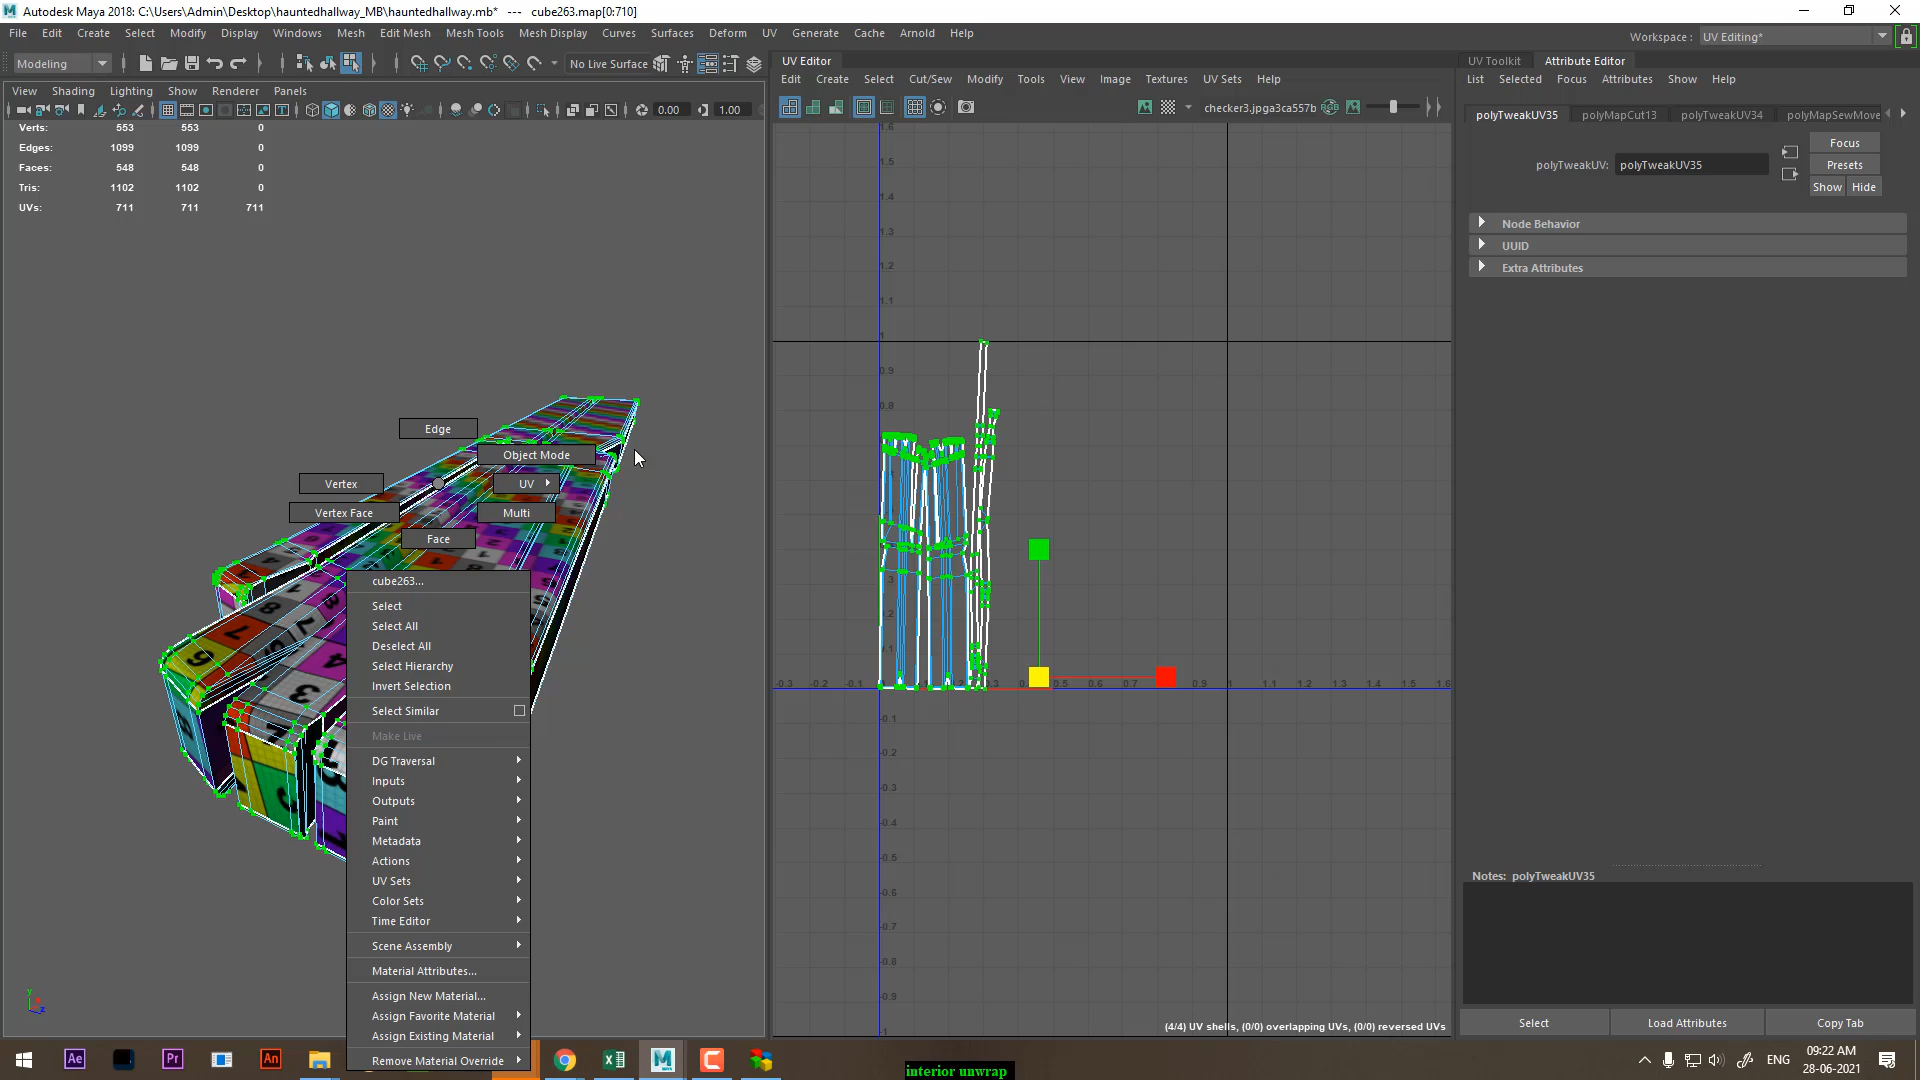 Autodesk Maya 2018: C:\Users\Admin\Desktop\hauntedhallway_MB\hauntedhallway.mb* --- cube263.map[0:710]
File Edit Create Select Modify Display Windows Mesh Edit Mesh Mesh Tools Mesh Display Curves Surfaces Deform UV Generate Cache Arnold Help
Workspace : UV Editing*
Modeling
No Live Surface
View Shading Lighting Show Renderer Panels
0.00 1.00
Verts: 553 553 0
Edges: 1099 1099 0
Faces: 548 548 0
Tris: 1102 1102 0
UVs: 711 711 711
Edge
Object Mode
Vertex
UV
Vertex Face
Multi
Face
cube263...
Select
Select All
Deselect All
Select Hierarchy
Invert Selection
Select Similar
Make Live
DG Traversal
Inputs
Outputs
Paint
Metadata
Actions
UV Sets
Color Sets
Time Editor
Scene Assembly
Material Attributes...
Assign New Material...
Assign Favorite Material
Assign Existing Material
Remove Material Override
UV Editor
Edit Create Select Cut/Sew Modify Tools View Image Textures UV Sets Help
checker3.jpga3ca557b
(4/4) UV shells, (0/0) overlapping UVs, (0/0) reversed UVs
UV Toolkit Attribute Editor
List Selected Focus Attributes Show Help
polyTweakUV35 polyMapCut13 polyTweakUV34 polyMapSewMove
polyTweakUV: polyTweakUV35
Focus
Presets
Show Hide
Node Behavior
UUID
Extra Attributes
Notes: polyTweakUV35
Select Load Attributes Copy Tab
interior unwrap
ENG
09:22 AM
28-06-2021